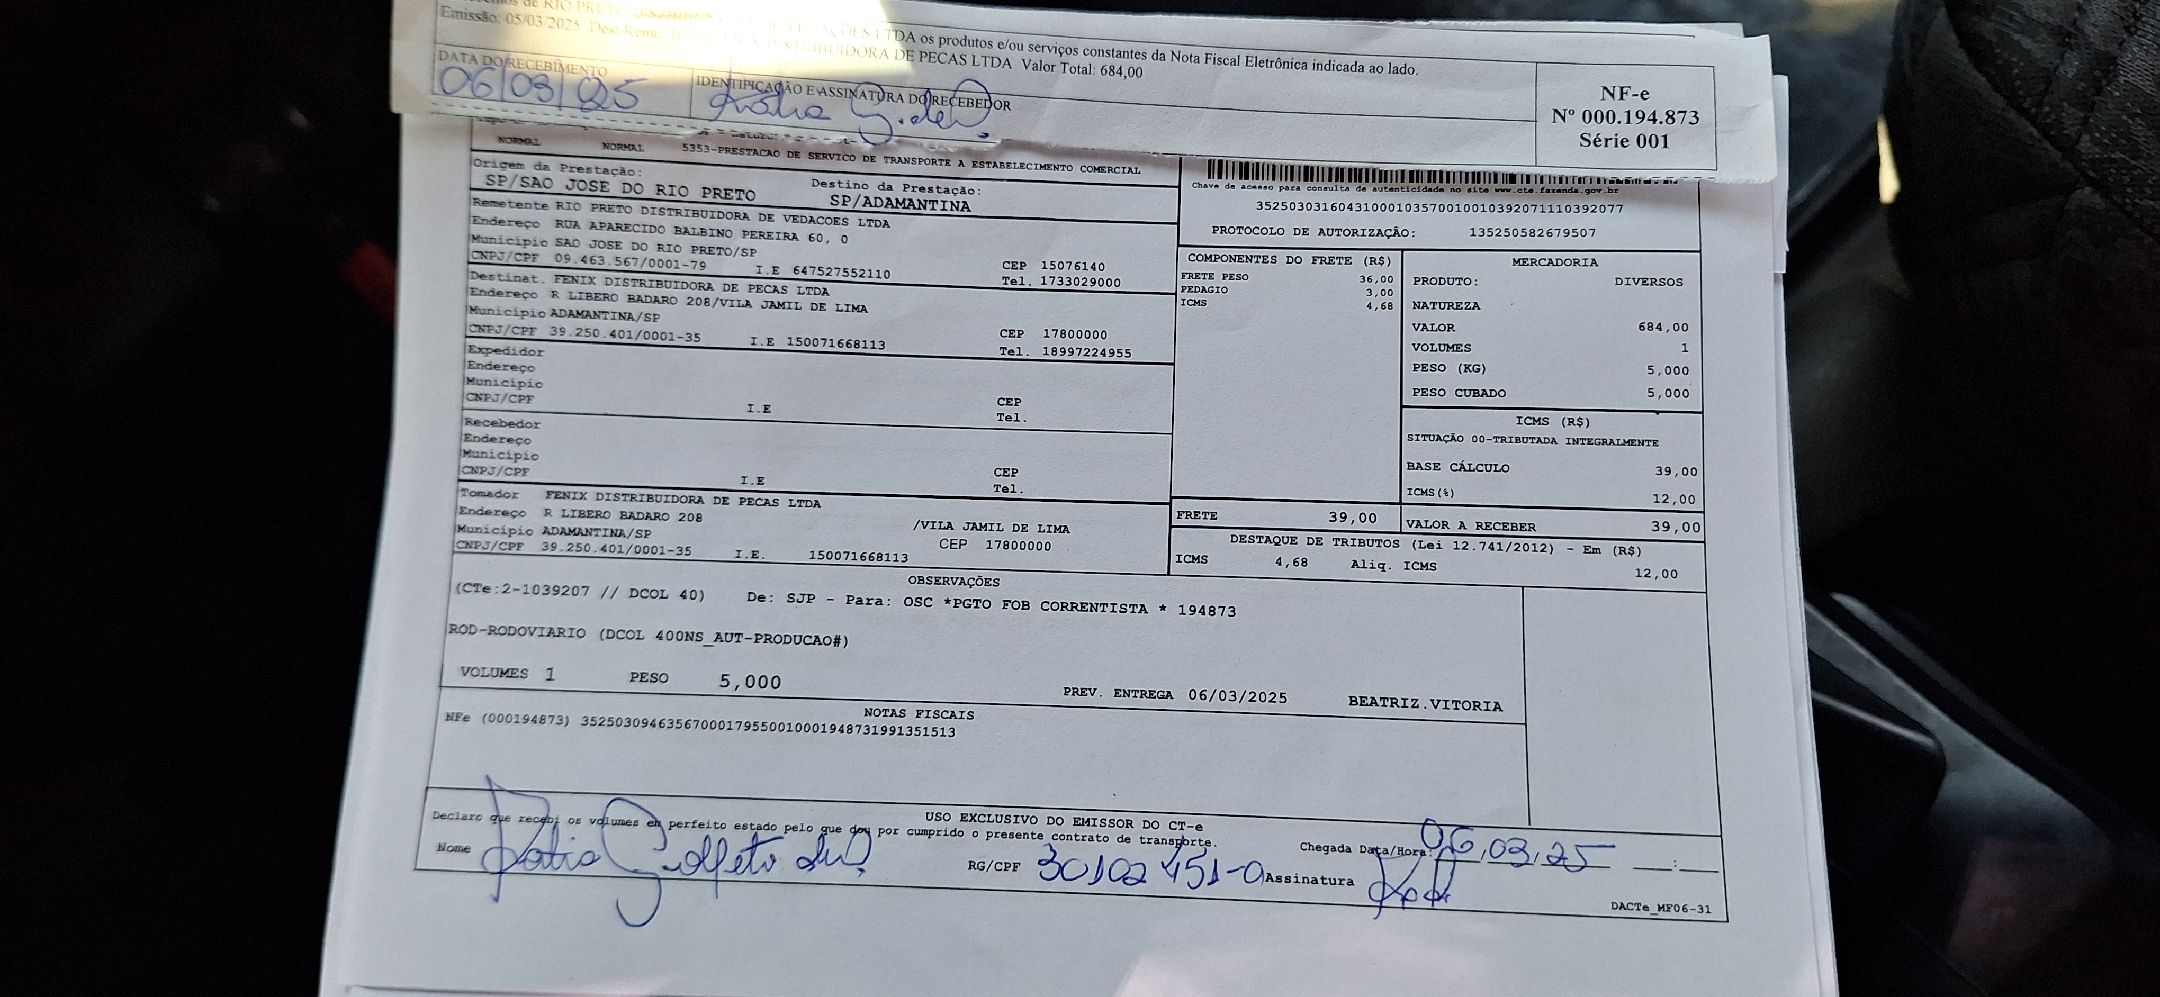 de RIO PRETO
AÇÕES LTDA os produtos e/ou serviços constantes da Nota Fiscal Eletrônica indicada ao lado.
Emissão: 05/03/2025 DISTRIBUIDORA DE PECAS LTDA Valor Total: 684,00
DATA DO RECEBIMENTO
06/03/25
IDENTIFICAÇÃO E ASSINATURA DO RECEBEDOR
NF-e
Nº 000.194.873
Série 001
NORMAL NORMAL 5353-PRESTACAO DE SERVICO DE TRANSPORTE A ESTABELECIMENTO COMERCIAL
Origem da Prestação:
SP/SAO JOSE DO RIO PRETO
Destino da Prestação:
SP/ADAMANTINA
Chave de acesso para consulta de autenticidade no site www.cte.fazenda.gov.br
35250303160431000103570010010392071110392077
PROTOCOLO DE AUTORIZAÇÃO: 135250582679507
Remetente RIO PRETO DISTRIBUIDORA DE VEDACOES LTDA
Endereço RUA APARECIDO BALBINO PEREIRA 60, 0
Município SAO JOSE DO RIO PRETO/SP
CNPJ/CPF 09.463.567/0001-79 I.E 647527552110
CEP 15076140
Tel. 1733029000
Destinat. FENIX DISTRIBUIDORA DE PECAS LTDA
Endereço R LIBERO BADARO 208/VILA JAMIL DE LIMA
Município ADAMANTINA/SP
CNPJ/CPF 39.250.401/0001-35 I.E 150071668113
CEP 17800000
Tel. 18997224955
Expedidor
Endereço
Município
CNPJ/CPF I.E
CEP
Tel.
Recebedor
Endereço
Município
CNPJ/CPF I.E
CEP
Tel.
Tomador FENIX DISTRIBUIDORA DE PECAS LTDA
Endereço R LIBERO BADARO 208 /VILA JAMIL DE LIMA
Município ADAMANTINA/SP CEP 17800000
CNPJ/CPF 39.250.401/0001-35 I.E. 150071668113
COMPONENTES DO FRETE (R$)
FRETE PESO 36,00
PEDAGIO 3,00
ICMS 4,68
MERCADORIA
PRODUTO: DIVERSOS
NATUREZA
VALOR 684,00
VOLUMES 1
PESO (KG) 5,000
PESO CUBADO 5,000
ICMS (R$)
SITUAÇÃO 00-TRIBUTADA INTEGRALMENTE
BASE CÁLCULO 39,00
ICMS(%) 12,00
FRETE 39,00 VALOR A RECEBER 39,00
DESTAQUE DE TRIBUTOS (Lei 12.741/2012) - Em (R$)
ICMS 4,68 Aliq. ICMS 12,00
OBSERVAÇÕES
(CTe:2-1039207 // DCOL 40) De: SJP - Para: OSC *PGTO FOB CORRENTISTA * 194873
ROD-RODOVIARIO (DCOL 400NS_AUT-PRODUCAO#)
VOLUMES 1 PESO 5,000
PREV. ENTREGA 06/03/2025 BEATRIZ.VITORIA
NOTAS FISCAIS
NFe (000194873) 35250309463567000179550010001948731991351513
USO EXCLUSIVO DO EMISSOR DO CT-e
Declaro que recebi os volumes em perfeito estado pelo que dou por cumprido o presente contrato de transporte.
Nome
RG/CPF 30102451-0
Assinatura
Chegada Data/Hora: 06/03/25 __:__
DACTe_MF06-31